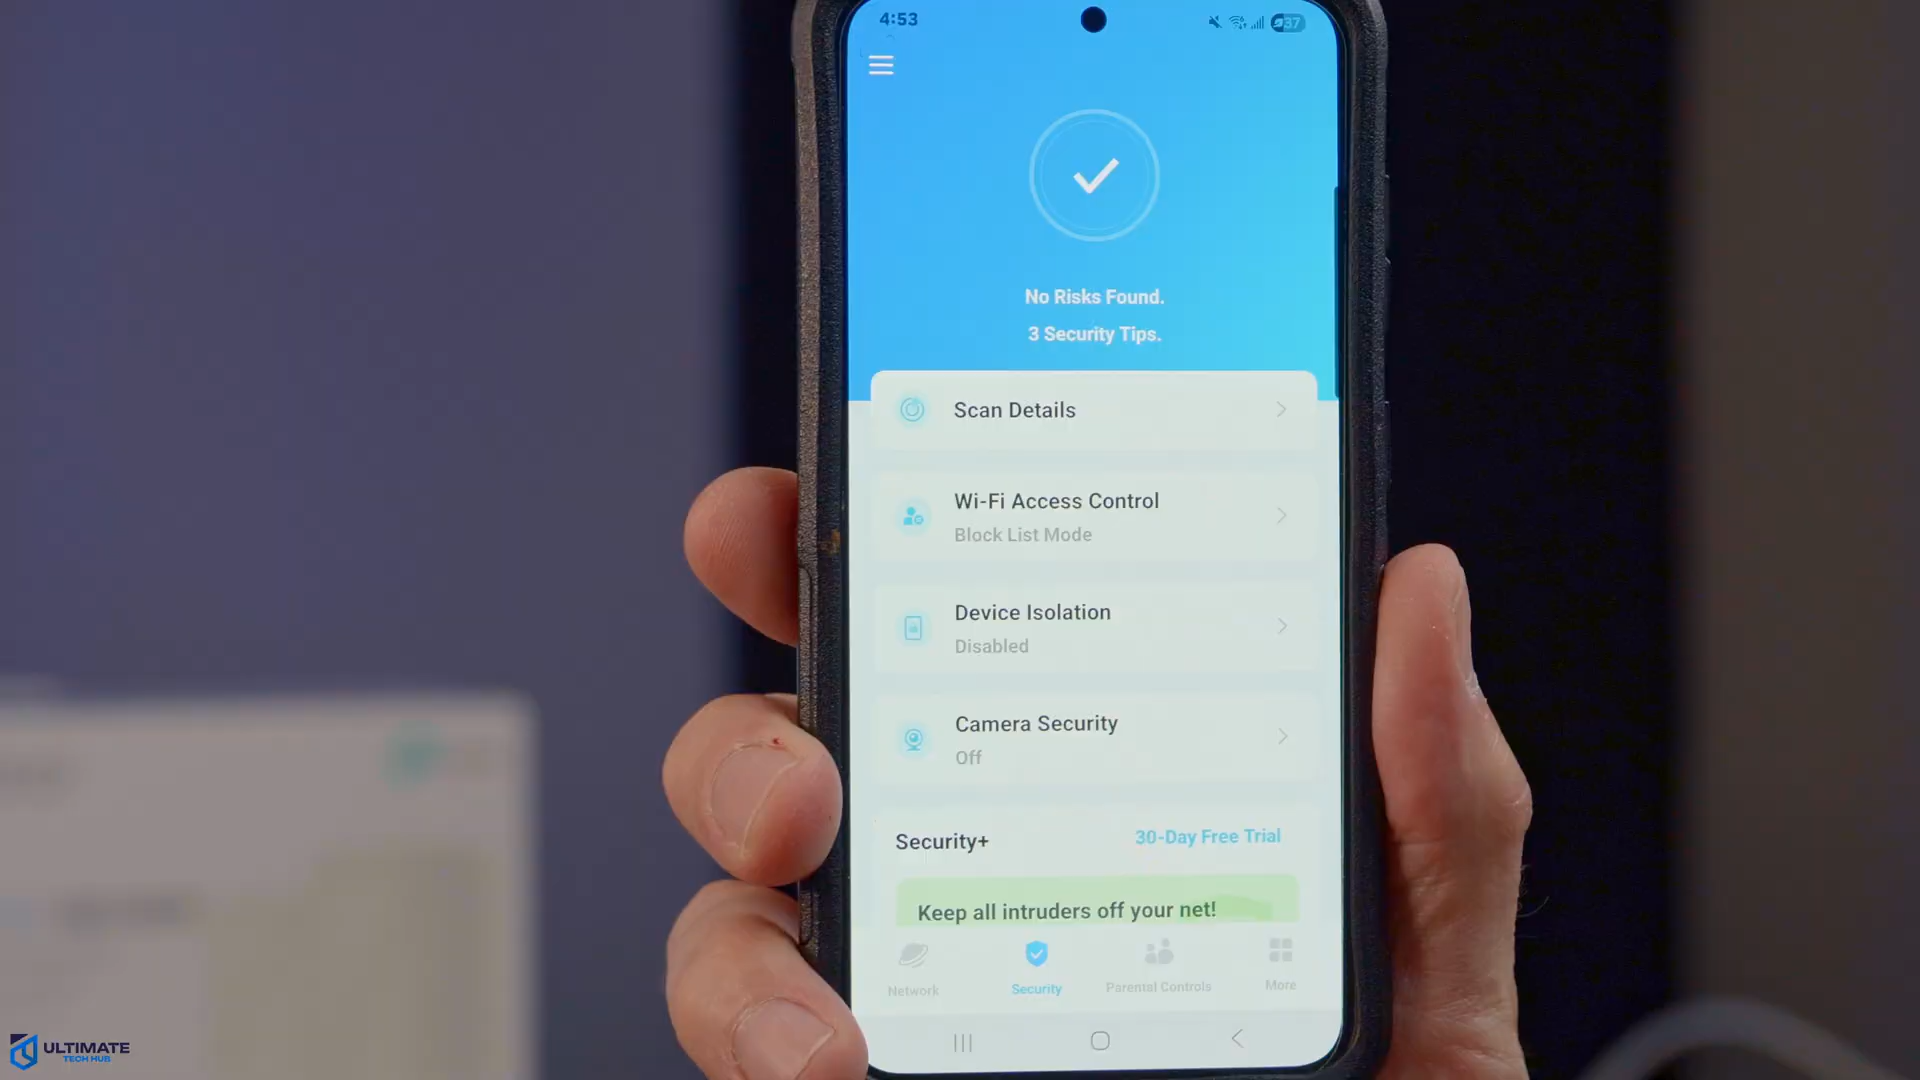 4:53
37
No Risks Found.
3 Security Tips.
Scan Details
Wi-Fi Access Control
Block List Mode
Device Isolation
Disabled
Camera Security
Off
Security+
30-Day Free Trial
Keep all intruders off your net!
Network
Security
Parental Controls
More
ULTIMATE
TECH HUB